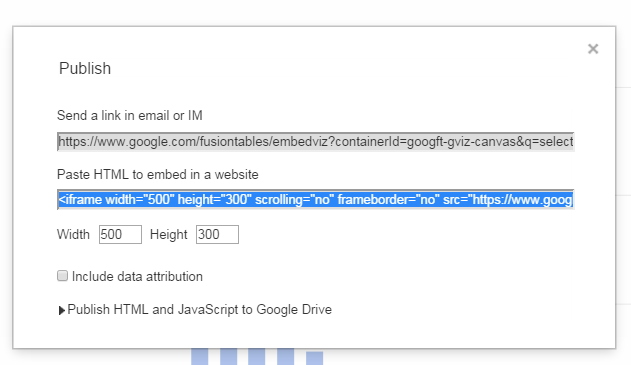 Publish
Send a link in email or IM
https://www.google.com/fusiontables/embedviz?containerId=googft-gviz-canvas&q=select
Paste HTML to embed in a website
<iframe width="500" height="300" scrolling="no" frameborder="no" src="https://www.goog
Width 500 Height 300
Include data attribution
Publish HTML and JavaScript to Google Drive